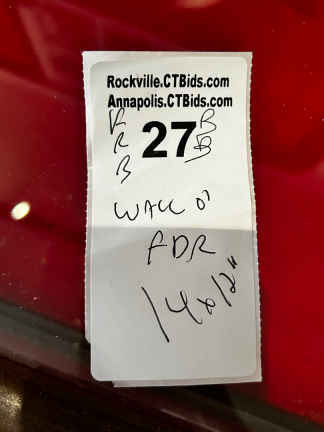 Rockville.CTBids.com
Annapolis.CTBids.com
R
R
B
27
B
B
WALL O'
FDR
14x12"